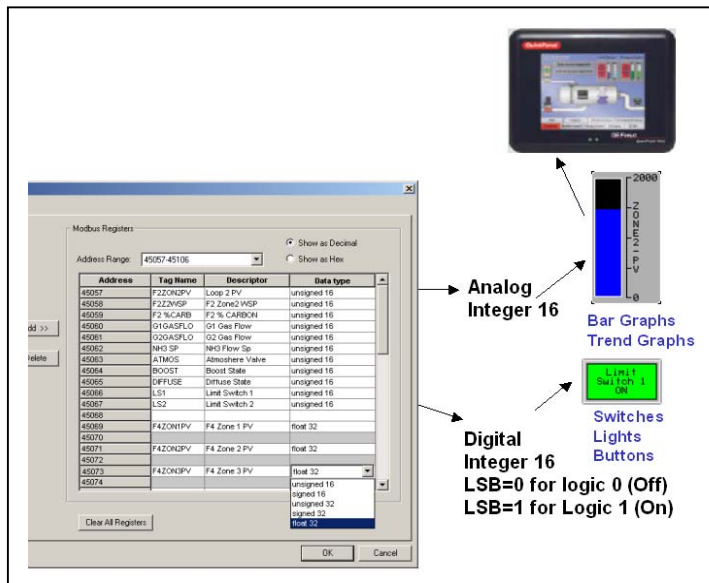 Modbus Registers
Address Range: 45057-45106
Show as Decimal
Show as Hex
Address Tag Name Descriptor Data type
45057 F2ZON2PV Loop 2 PV unsigned 16
45058 F2Z2WSP F2 Zone2 WSP unsigned 16
45059 F2 %CARB F2 % CARBON unsigned 16
45060 G1GASFLO G1 Gas Flow unsigned 16
45061 G2GASFLO G2 Gas Flow unsigned 16
45062 NH3 SP NH3 Flow Sp unsigned 16
45063 ATMOS Atmoshere Valve unsigned 16
45064 BOOST Boost State unsigned 16
45065 DIFFUSE Diffuse State unsigned 16
45066 LS1 Limit Switch 1 unsigned 16
45067 LS2 Limit Switch 2 unsigned 16
45068
45069 F4ZON1PV F4 Zone 1 PV float 32
45070
45071 F4ZON2PV F4 Zone 2 PV float 32
45072
45073 F4ZON3PV F4 Zone 3 PV float 32
45074
unsigned 16
signed 16
unsigned 32
signed 32
float 32
dd >>
Delete
Clear All Registers
OK Cancel
Analog
Integer 16
2000
ZONE2-PV
0
Bar Graphs
Trend Graphs
Limit
Switch 1
ON
Switches
Lights
Buttons
Digital
Integer 16
LSB=0 for logic 0 (Off)
LSB=1 for Logic 1 (On)